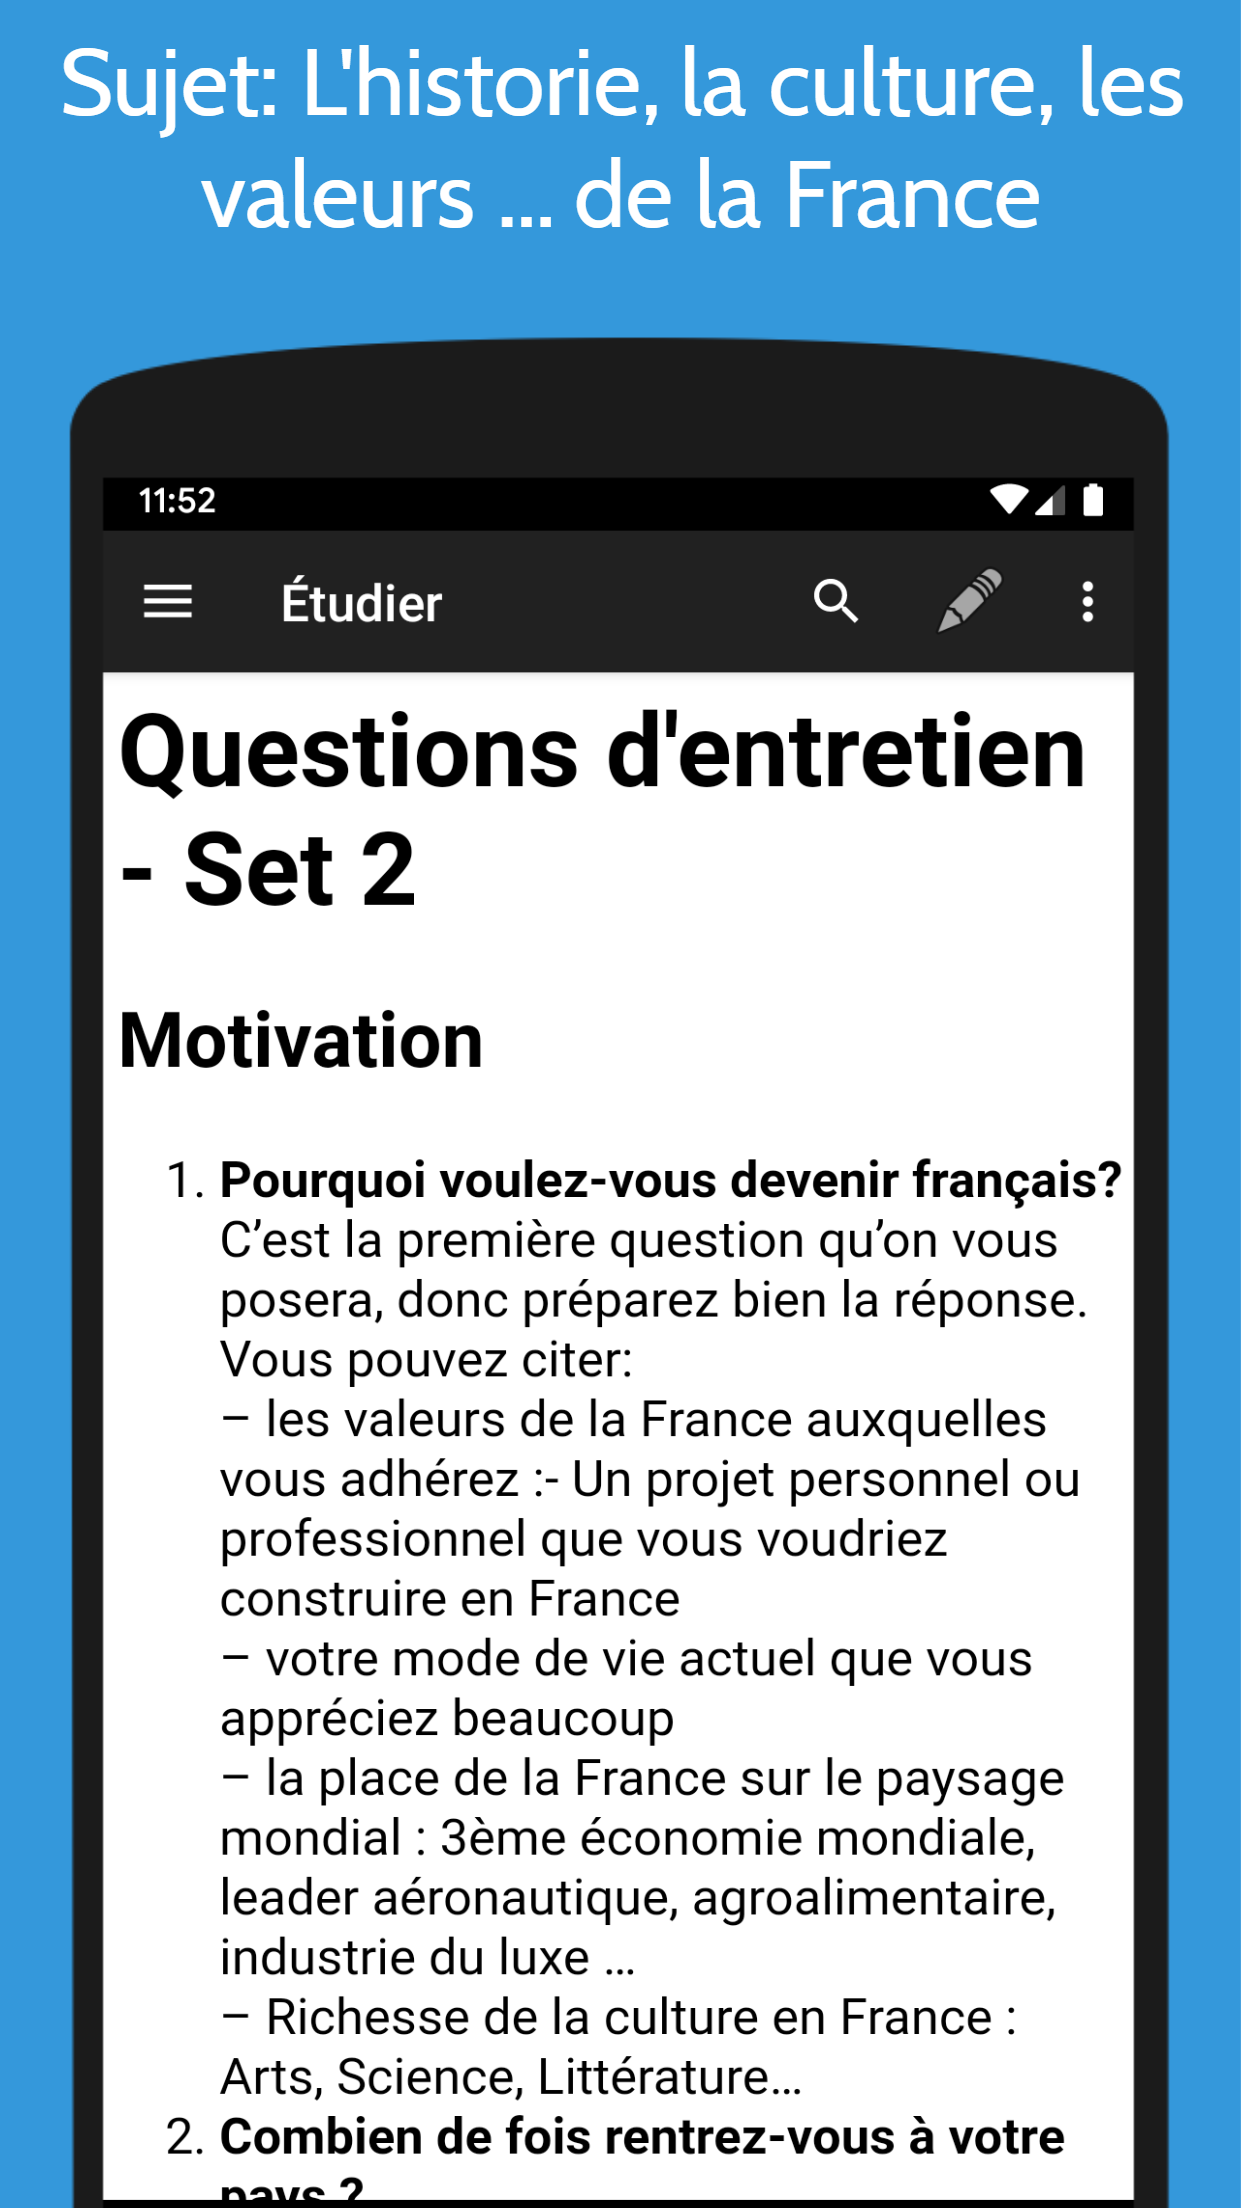 Sujet: L'historie, la culture, les
valeurs ... de la France
11:52
Étudier
Questions d'entretien
- Set 2
Motivation
1. Pourquoi voulez-vous devenir français?
C’est la première question qu’on vous
posera, donc préparez bien la réponse.
Vous pouvez citer:
– les valeurs de la France auxquelles
vous adhérez :- Un projet personnel ou
professionnel que vous voudriez
construire en France
– votre mode de vie actuel que vous
appréciez beaucoup
– la place de la France sur le paysage
mondial : 3ème économie mondiale,
leader aéronautique, agroalimentaire,
industrie du luxe …
– Richesse de la culture en France :
Arts, Science, Littérature…
2. Combien de fois rentrez-vous à votre
pays ?